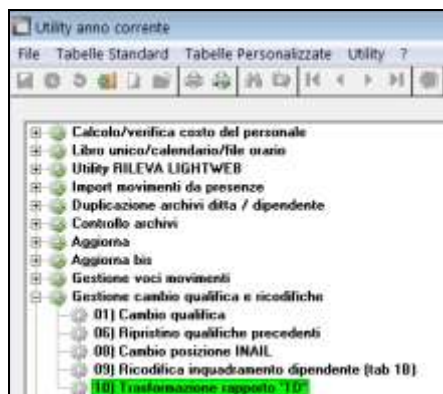 Utility anno corrente
File Tabelle Standard Tabelle Personalizzate Utility ?
Calcolo/verifica costo del personale
Libro unico/calendario/file orario
Utility RILEVA LIGHTWEB
Import movimenti da presenze
Duplicazione archivi ditta / dipendente
Controllo archivi
Aggiorna
Aggiorna bis
Gestione voci movimenti
Gestione cambio qualifica e ricodifiche
01) Cambio qualifica
06) Ripristino qualifiche precedenti
08) Cambio posizione INAIL
09) Ricodifica inquadramento dipendente (tab 1B)
10) Trasformazione rapporto "TD"